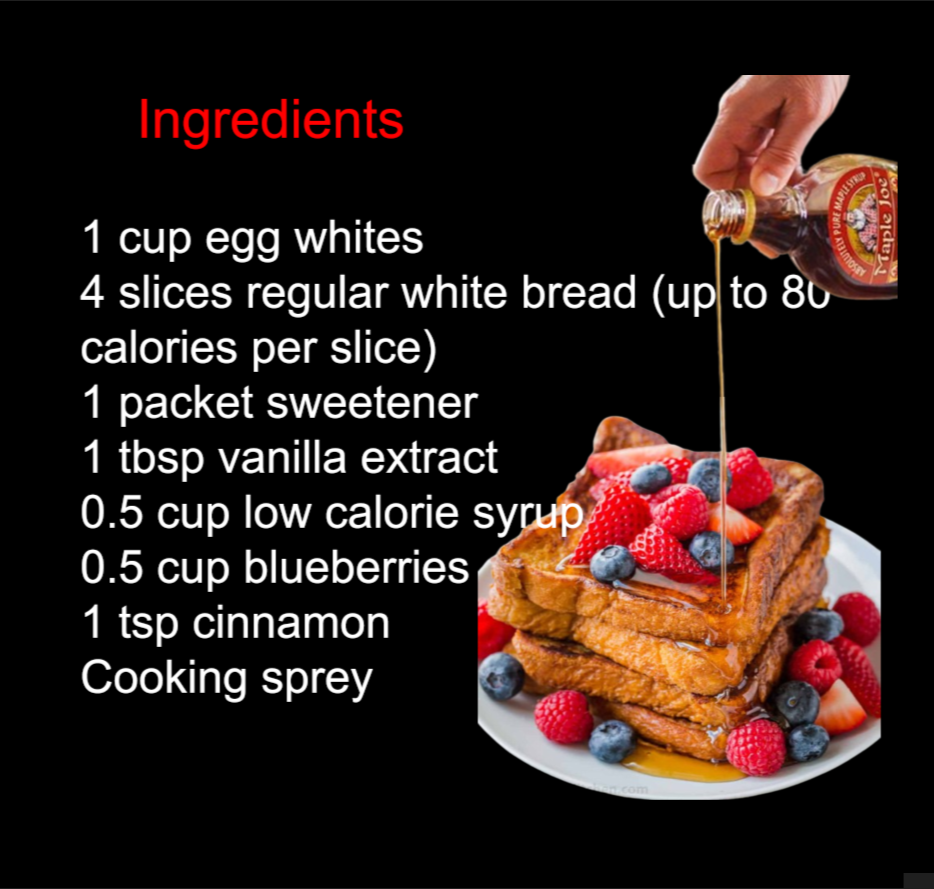 Ingredients
ABSOLUTELY PURE MAPLE SYRUP
Maple Joe
1 cup egg whites
4 slices regular white bread (up to 80
calories per slice)
1 packet sweetener
1 tbsp vanilla extract
0.5 cup low calorie syrup
0.5 cup blueberries
1 tsp cinnamon
Cooking sprey